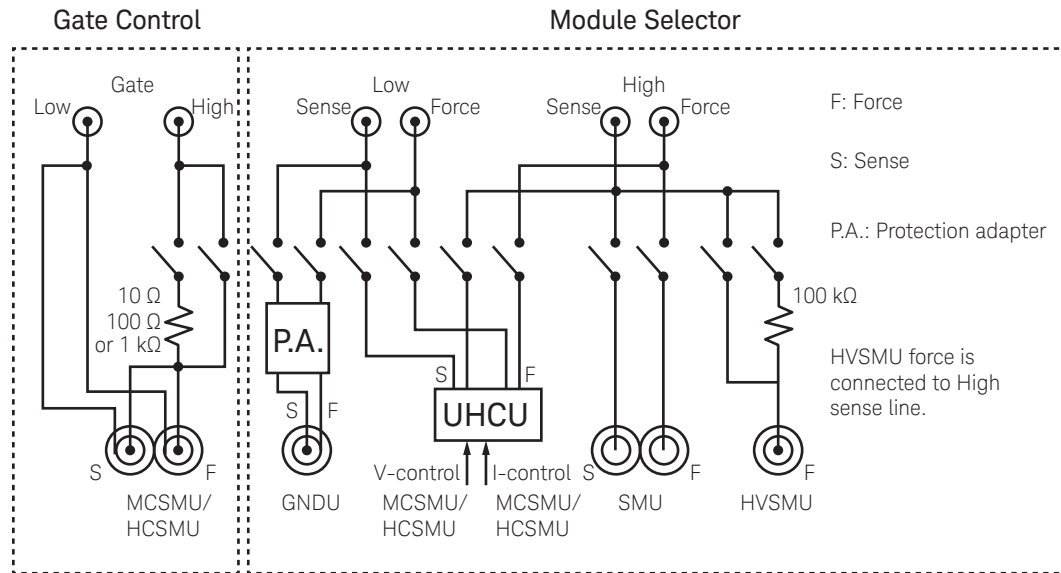 Gate Control
Module Selector
Gate
Low
High
Low
Sense
Force
High
Sense
Force
F: Force
S: Sense
P.A.: Protection adapter
10 Ω
100 Ω
or 1 kΩ
P.A.
100 kΩ
HVSMU force is
connected to High
sense line.
S
F
UHCU
S
F
S
F
MCSMU/
HCSMU
GNDU
V-control
MCSMU/
HCSMU
I-control
MCSMU/
HCSMU
S
F
SMU
F
HVSMU